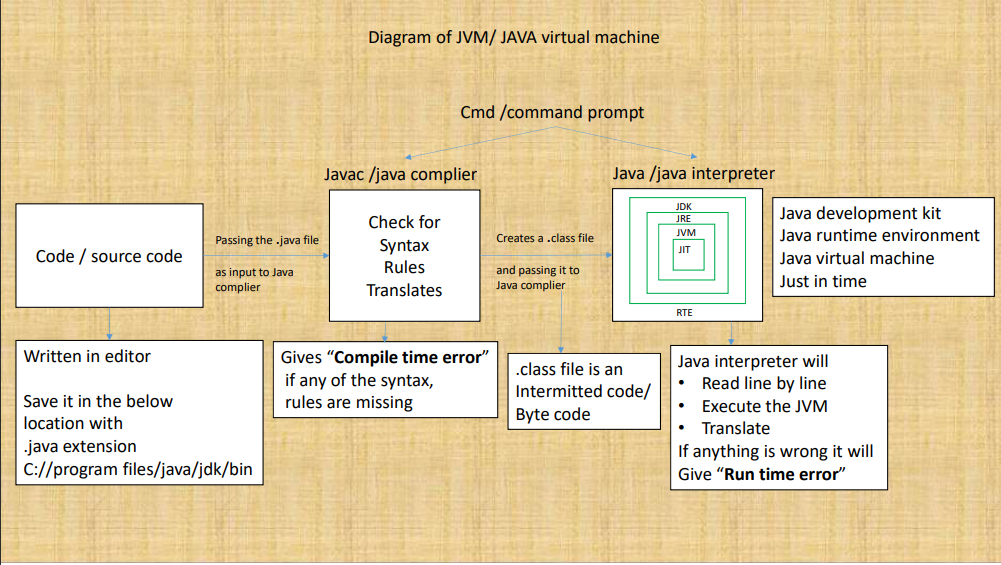 Diagram of JVM/ JAVA virtual machine
Cmd /command prompt
Javac /java complier
Java /java interpreter
Code / source code
Passing the .java file
as input to Java
complier
Check for
Syntax
Rules
Translates
Creates a .class file
and passing it to
Java complier
JDK
JRE
JVM
JIT
RTE
Java development kit
Java runtime environment
Java virtual machine
Just in time
Written in editor
Save it in the below
location with
.java extension
C://program files/java/jdk/bin
Gives “Compile time error”
if any of the syntax,
rules are missing
.class file is an
Intermitted code/
Byte code
Java interpreter will
• Read line by line
• Execute the JVM
• Translate
If anything is wrong it will
Give “Run time error”